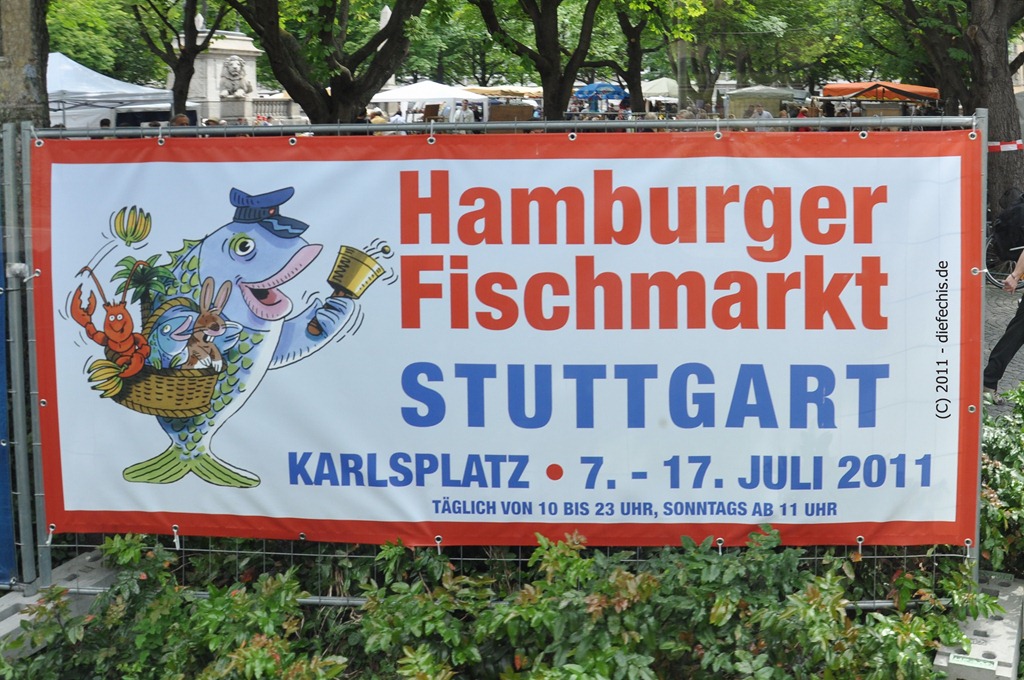 Hamburger
Fischmarkt
STUTTGART
KARLSPLATZ • 7. - 17. JULI 2011
TÄGLICH VON 10 BIS 23 UHR, SONNTAGS AB 11 UHR
(C) 2011 - diefechis.de